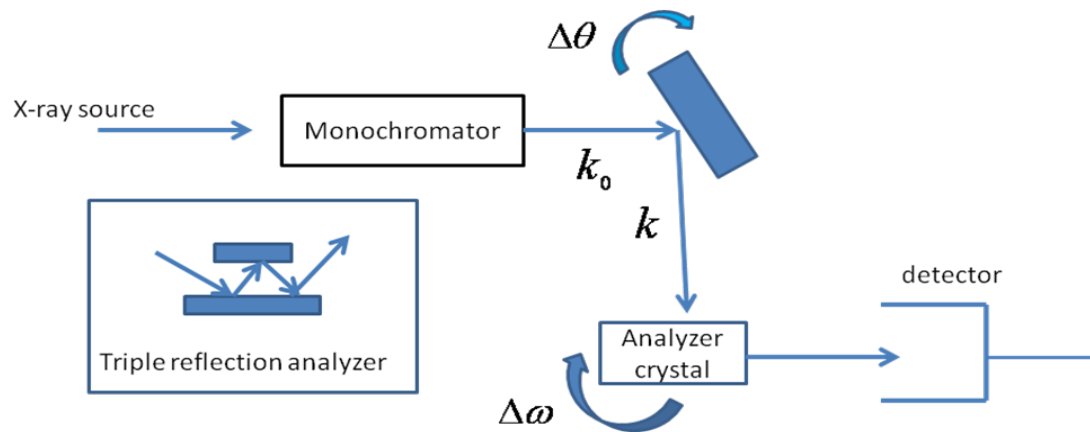 Δθ
X-ray source
Monochromator
k₀
k
detector
Analyzer
crystal
Triple reflection analyzer
Δω